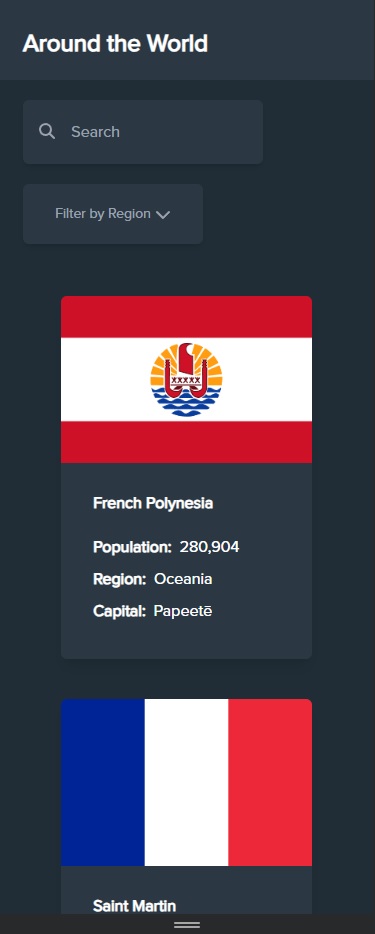 Around the World
Search
Filter by Region
French Polynesia
Population: 280,904
Region: Oceania
Capital: Papeetē
Saint Martin